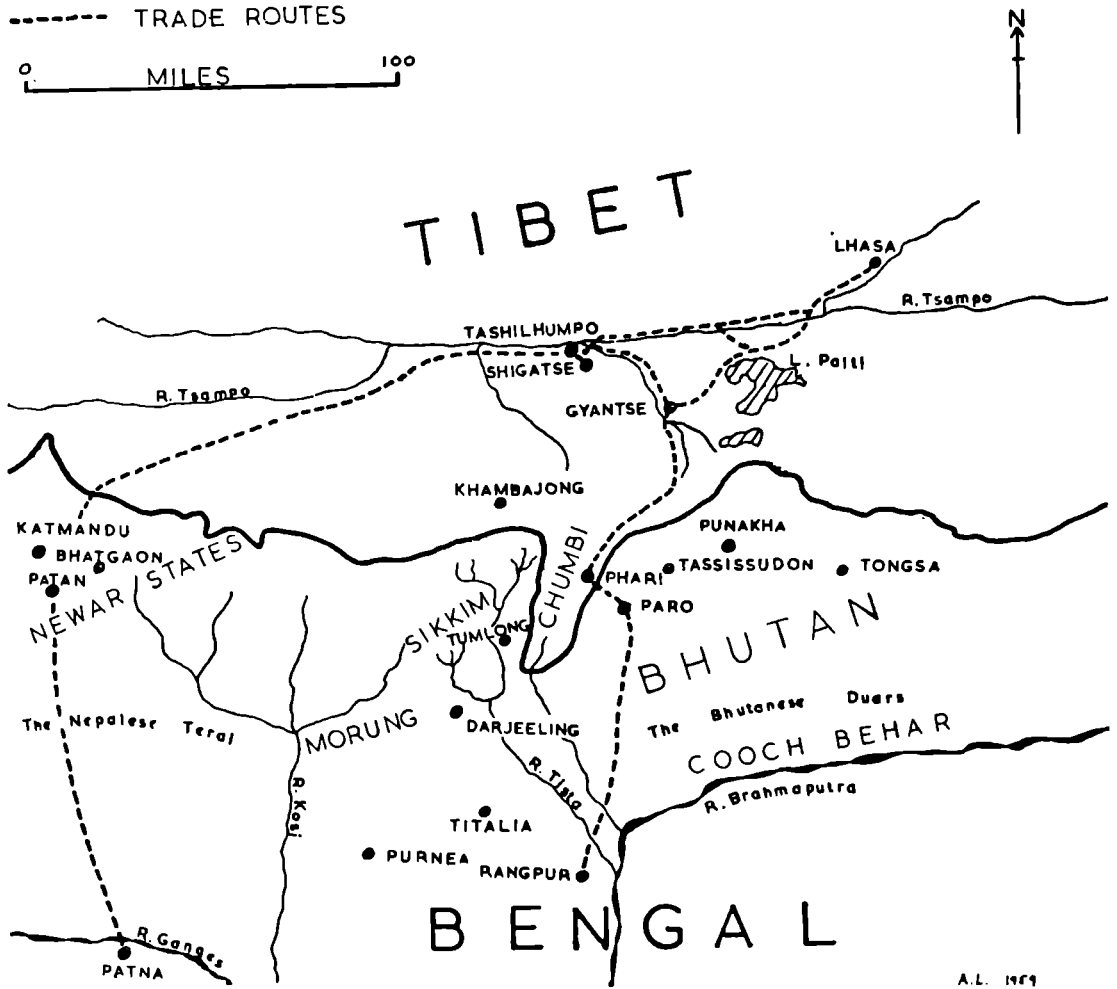 TRADE ROUTES
0 100
MILES
N
TIBET
LHASA
R. Tsampo
TASHILHUMPO
SHIGATSE
L. Palti
R. Tsampo
GYANTSE
KHAMBAJONG
KATMANDU
BHATGAON
PATAN
NEWAR STATES
CHUMBI
PUNAKHA
PHARI
TASSISSUDON
TONGSA
PARO
SIKKIM
TUMLONG
BHUTAN
The Nepalese Terai
MORUNG
DARJEELING
The Bhutanese Duars
COOCH BEHAR
R. Kosi
R. Tista
R. Brahmaputra
TITALIA
PURNEA
RANGPUR
BENGAL
R. Ganges
PATNA
A.L. 1959